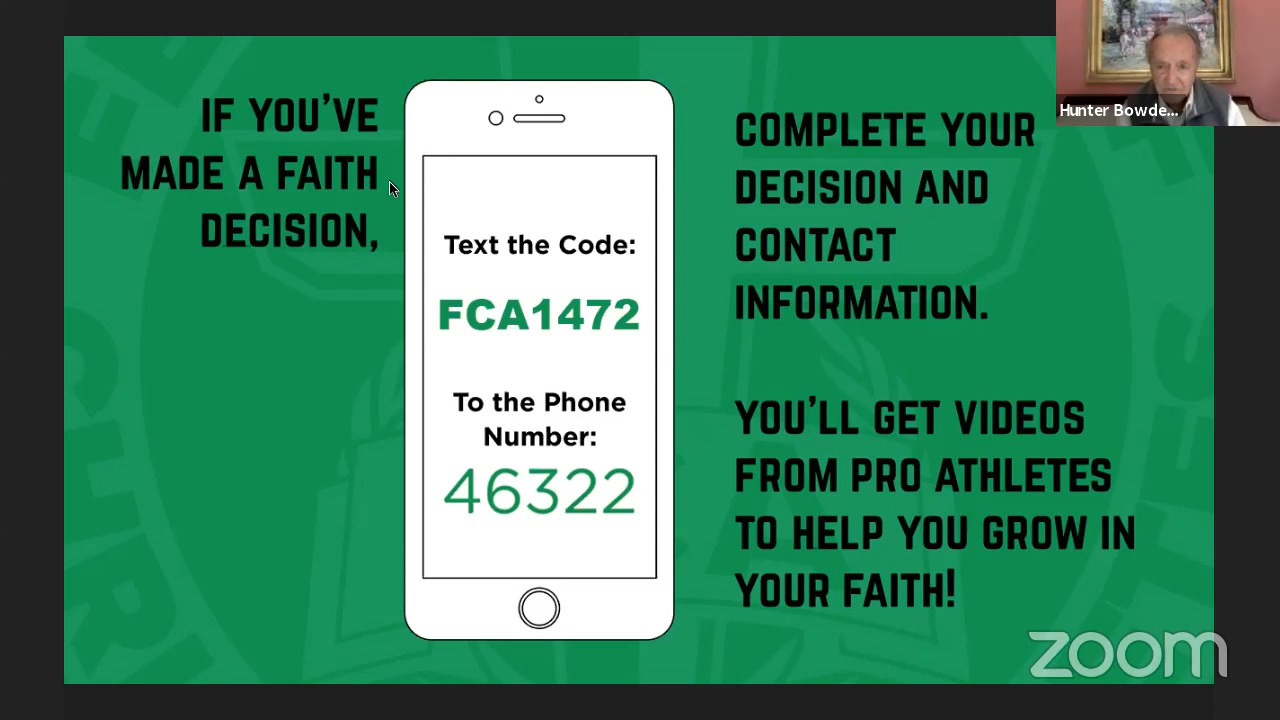 IF YOU'VE
MADE A FAITH
DECISION,
Text the Code:
FCA1472
To the Phone
Number:
46322
COMPLETE YOUR
DECISION AND
CONTACT
INFORMATION.
YOU'LL GET VIDEOS
FROM PRO ATHLETES
TO HELP YOU GROW IN
YOUR FAITH!
Hunter Bowde...
zoom